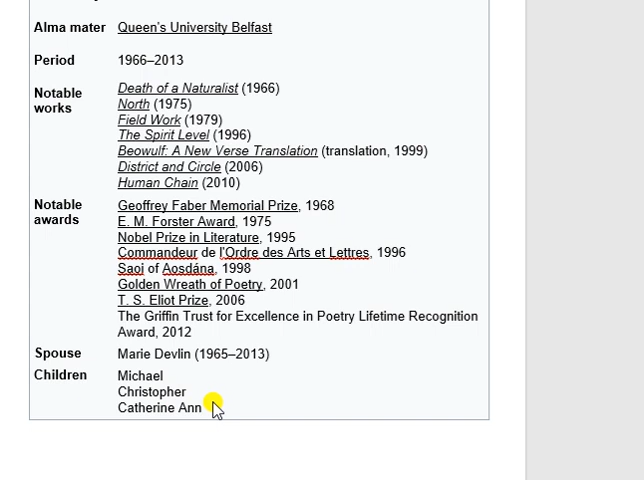 Alma mater Queen's University Belfast
Period 1966–2013
Notable works
Death of a Naturalist (1966)
North (1975)
Field Work (1979)
The Spirit Level (1996)
Beowulf: A New Verse Translation (translation, 1999)
District and Circle (2006)
Human Chain (2010)
Notable awards
Geoffrey Faber Memorial Prize, 1968
E. M. Forster Award, 1975
Nobel Prize in Literature, 1995
Commandeur de l'Ordre des Arts et Lettres, 1996
Saoi of Aosdána, 1998
Golden Wreath of Poetry, 2001
T. S. Eliot Prize, 2006
The Griffin Trust for Excellence in Poetry Lifetime Recognition
Award, 2012
Spouse Marie Devlin (1965–2013)
Children Michael
Christopher
Catherine Ann